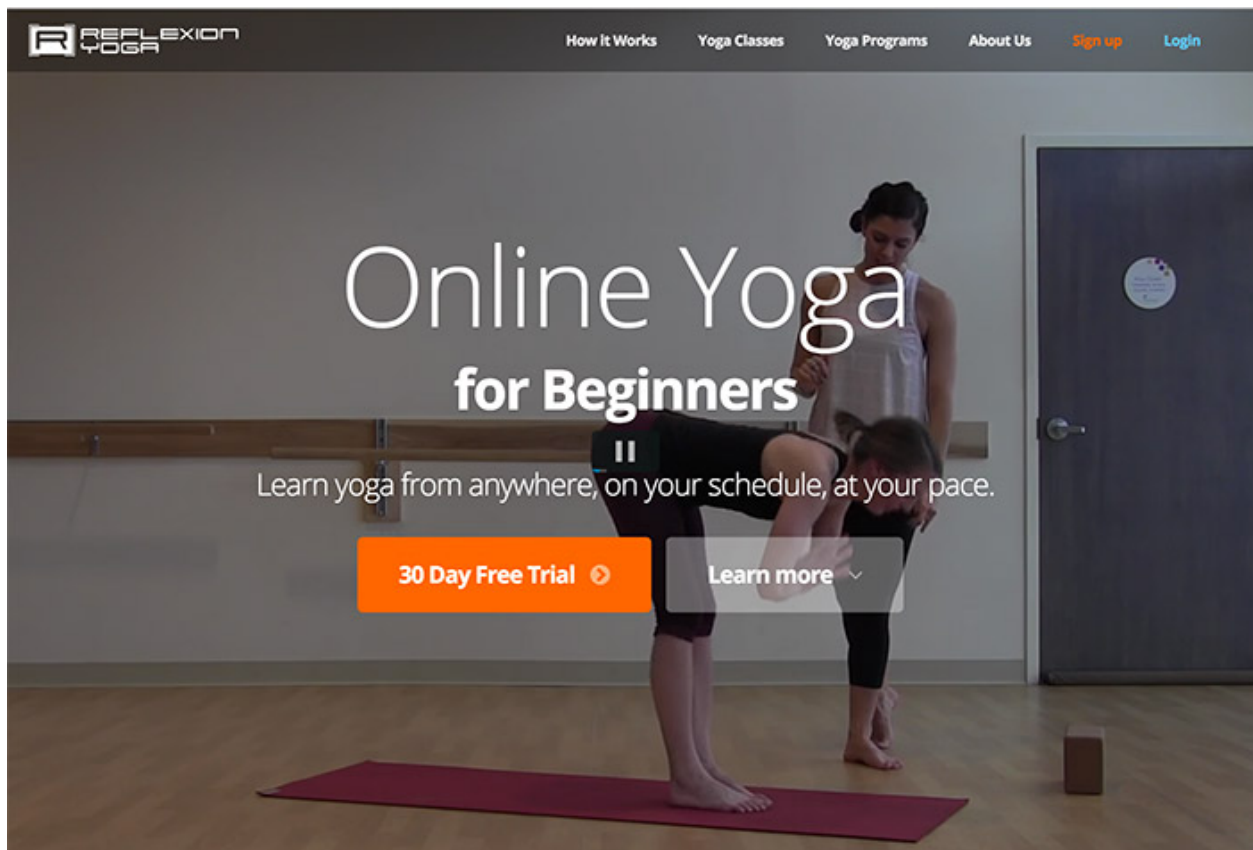 REFLEXION
YOGA
How it Works
Yoga Classes
Yoga Programs
About Us
Sign up
Login
Online Yoga
for Beginners
Learn yoga from anywhere, on your schedule, at your pace.
30 Day Free Trial
Learn more